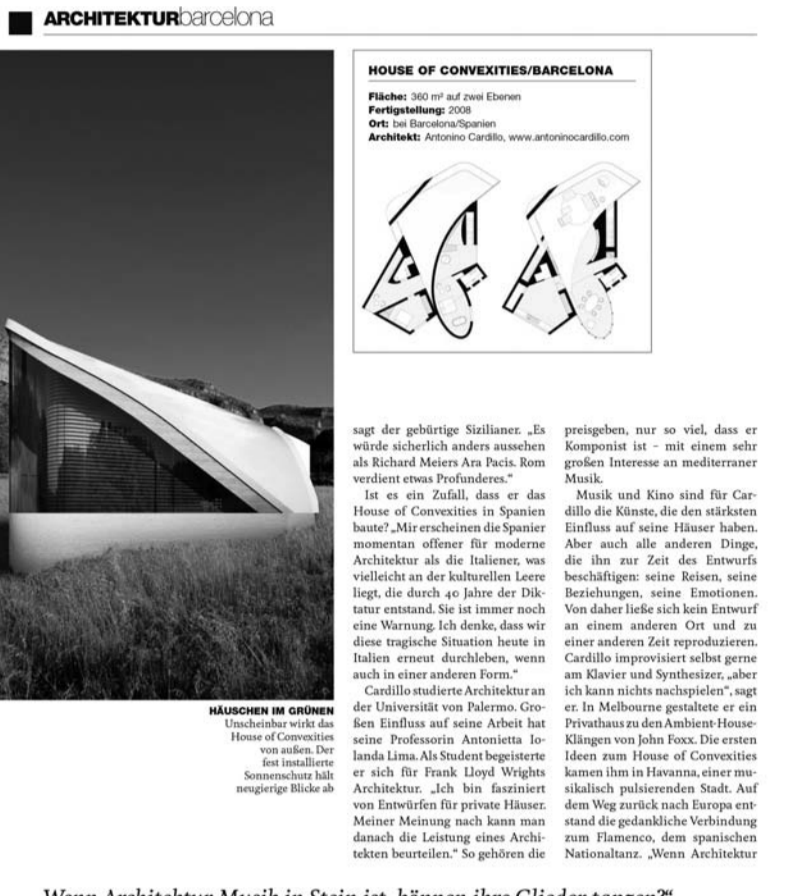 ARCHITEKTURbarcelona
HOUSE OF CONVEXITIES/BARCELONA
Fläche: 360 m² auf zwei Ebenen
Fertigstellung: 2008
Ort: bei Barcelona/Spanien
Architekt: Antonino Cardillo, www.antoninocardillo.com
HÄUSCHEN IM GRÜNEN
Unscheinbar wirkt das
House of Convexities
von außen. Der
fest installierte
Sonnenschutz hält
neugierige Blicke ab
sagt der gebürtige Sizilianer. „Es
würde sicherlich anders aussehen
als Richard Meiers Ara Pacis. Rom
verdient etwas Profunderes.“
Ist es ein Zufall, dass er das
House of Convexities in Spanien
baute? „Mir erscheinen die Spanier
momentan offener für moderne
Architektur als die Italiener, was
vielleicht an der kulturellen Leere
liegt, die durch 40 Jahre der Dik-
tatur entstand. Sie ist immer noch
eine Warnung. Ich denke, dass wir
diese tragische Situation heute in
Italien erneut durchleben, wenn
auch in einer anderen Form.“
Cardillo studierte Architektur an
der Universität von Palermo. Gro-
ßen Einfluss auf seine Arbeit hat
seine Professorin Antonietta Io-
landa Lima. Als Student begeisterte
er sich für Frank Lloyd Wrights
Architektur. „Ich bin fasziniert
von Entwürfen für private Häuser.
Meiner Meinung nach kann man
danach die Leistung eines Archi-
tekten beurteilen.“ So gehören die
preisgeben, nur so viel, dass er
Komponist ist – mit einem sehr
großen Interesse an mediterraner
Musik.
Musik und Kino sind für Car-
dillo die Künste, die den stärksten
Einfluss auf seine Häuser haben.
Aber auch alle anderen Dinge,
die ihn zur Zeit des Entwurfs
beschäftigen: seine Reisen, seine
Beziehungen, seine Emotionen.
Von daher ließe sich kein Entwurf
an einem anderen Ort und zu
einer anderen Zeit reproduzieren.
Cardillo improvisiert selbst gerne
am Klavier und Synthesizer, „aber
ich kann nichts nachspielen“, sagt
er. In Melbourne gestaltete er ein
Privathaus zu den Ambient-House-
Klängen von John Foxx. Die ersten
Ideen zum House of Convexities
kamen ihm in Havanna, einer mu-
sikalisch pulsierenden Stadt. Auf
dem Weg zurück nach Europa ent-
stand die gedankliche Verbindung
zum Flamenco, dem spanischen
Nationaltanz. „Wenn Architektur
Wenn Architektur Musik in Stein ist, können ihre Glieder tanzen?“